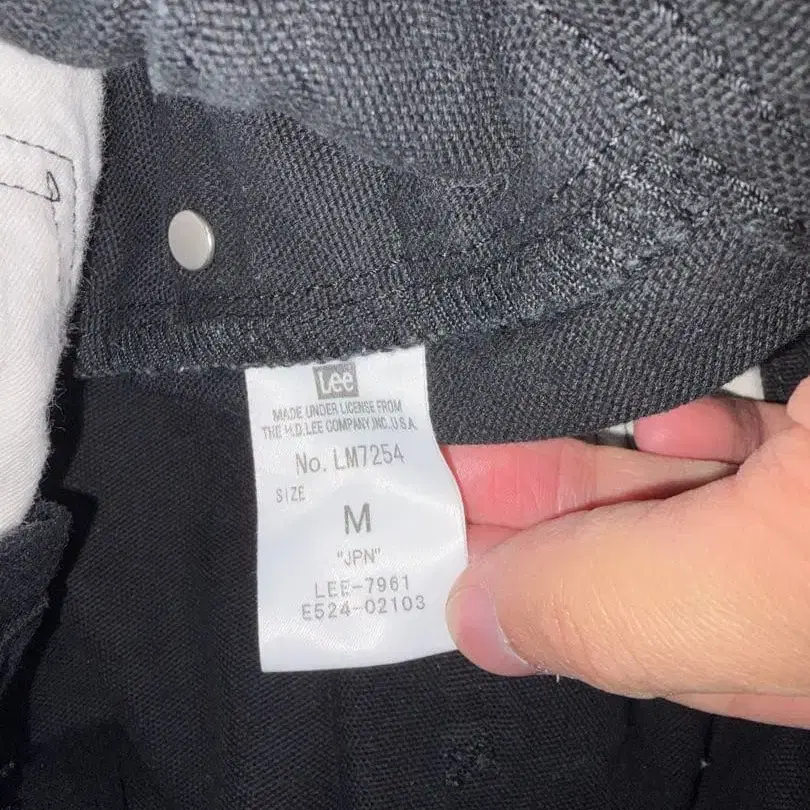 Lee
MADE UNDER LICENSE FROM
THE H.D.LEE COMPANY,INC.,U.S.A.
No. LM7254
SIZE
M
"JPN"
LEE-7961
E524-02103